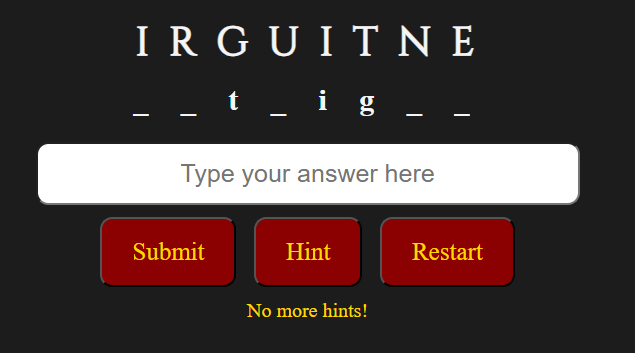 I R G U I T N E
_ _ t _ i g _ _
Type your answer here
Submit Hint Restart
No more hints!